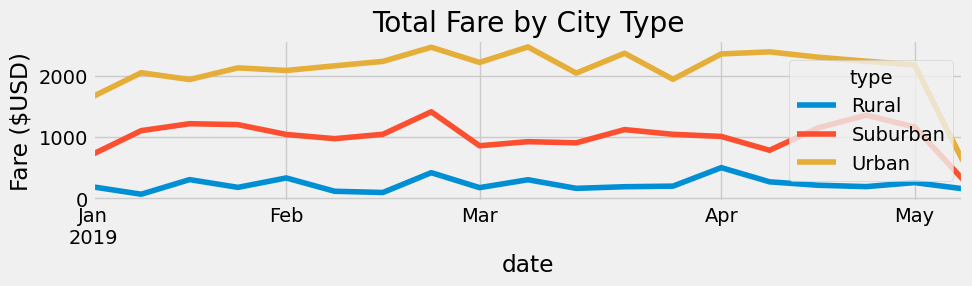 Total Fare by City Type
Fare ($USD)
2000
1000
0
type
Rural
Suburban
Urban
Jan Feb Mar Apr May
2019
date